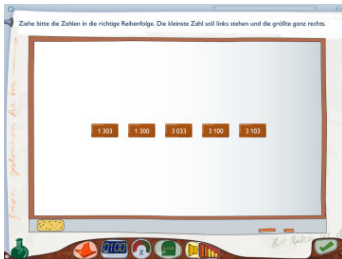 Ziehe bitte die Zahlen in die richtige Reihenfolge. Die kleinste Zahl soll links stehen und die größte ganz rechts.
1 303 1 300 3 033 3 100 3 103